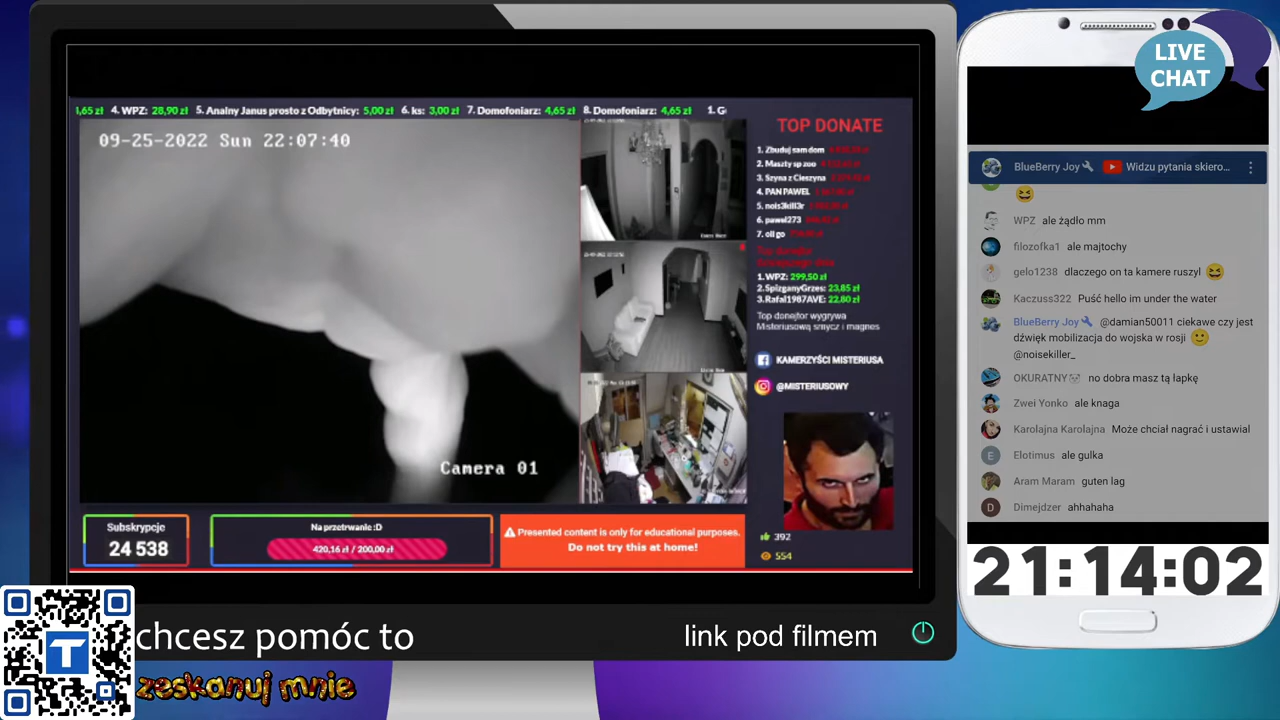 1,65 zł 4. WPZ: 28,90 zł 5. Analny Janus prosto z Odbytnicy: 5,00 zł 6. ks: 3,00 zł 7. Domofoniarz: 4,65 zł 8. Domofoniarz: 4,65 zł 1. G
09-25-2022 Sun 22:07:40
Camera 01
TOP DONATE
1. Zbuduj sam dom
2. Maszty sp zoo
3. Szyna z Cieszyna
4. PAN PAWEL
5. nois3kill3r
6. pawel273
7. oli go
Top donejtor
1. WPZ: 299,50 zł
2.SpizganyGrzes: 23,85 zł
3.Rafal1987AVE: 22,80 zł
Top donejtor wygrywa
Misteriusową smycz i magnes
KAMERZYŚCI MISTERIUSA
@MISTERIUSOWY
392
554
Subskrypcje
24 538
Na przetrwanie :D
420,16 zł / 200,00 zł
Presented content is only for educational purposes.
Do not try this at home!
chcesz pomóc to
link pod filmem
T
zeskanuj mnie
LIVE
CHAT
BlueBerry Joy Widzu pytania skiero...
WPZ ale żądło mm
filozofka1 ale majtochy
gelo1238 dlaczego on ta kamere ruszyl
Kaczuss322 Puść hello im under the water
BlueBerry Joy @damian50011 ciekawe czy jest
dźwięk mobilizacja do wojska w rosji
@noisekiller_
OKURATNY no dobra masz tą łapkę
Zwei Yonko ale knaga
Karolajna Karolajna Może chciał nagrać i ustawial
Elotimus ale gulka
Aram Maram guten lag
Dimejdzer ahhahaha
21:14:02